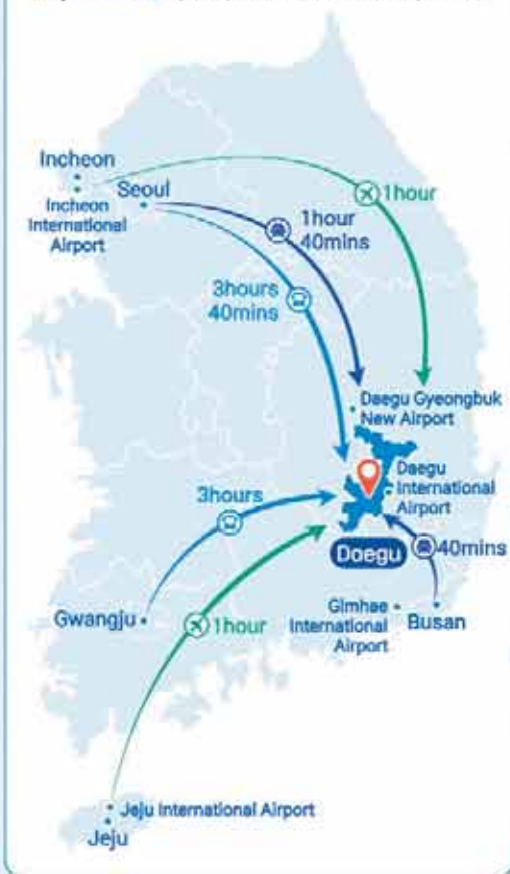 Incheon
Incheon
International
Airport
Seoul
1hour
1hour
40mins
3hours
40mins
Daegu Gyeongbuk
New Airport
Daegu
International
Airport
3hours
Daegu
40mins
Gwangju
1hour
Gimhae
International
Airport
Busan
Jeju International Airport
Jeju